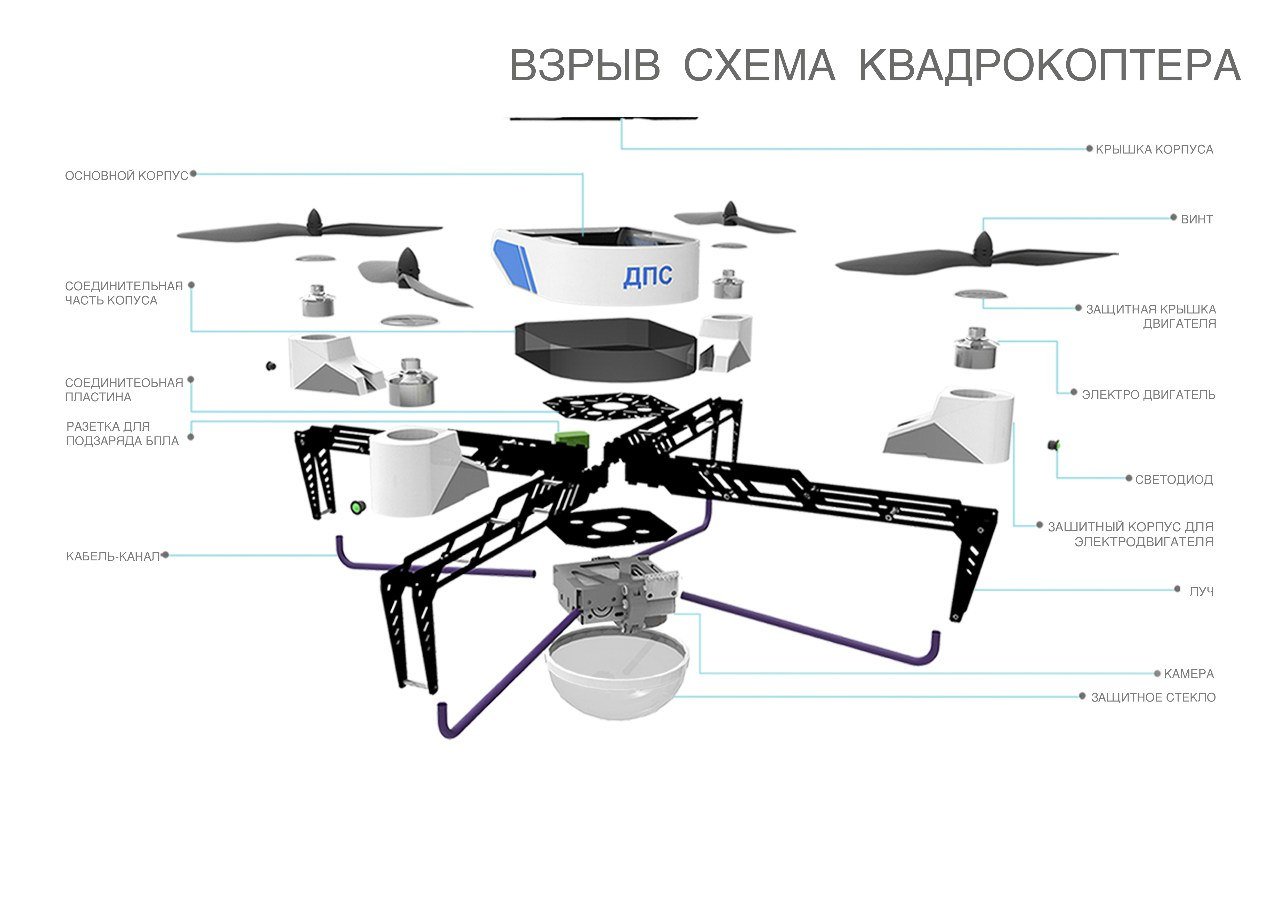 ВЗРЫВ СХЕМА КВАДРОКОПТЕРА
КРЫШКА КОРПУСА
ОСНОВНОЙ КОРПУС
ВИНТ
ДПС
СОЕДИНИТЕЛЬНАЯ
ЧАСТЬ КОПУСА
ЗАЩИТНАЯ КРЫШКА
ДВИГАТЕЛЯ
СОЕДИНИТЕОЬНАЯ
ПЛАСТИНА
ЭЛЕКТРО ДВИГАТЕЛЬ
РАЗЕТКА ДЛЯ
ПОДЗАРЯДА БПЛА
СВЕТОДИОД
ЗАШИТНЫЙ КОРПУС ДЛЯ
ЭЛЕКТРОДВИГАТЕЛЯ
КАБЕЛЬ-КАНАЛ
ЛУЧ
КАМЕРА
ЗАЩИТНОЕ СТЕКЛО